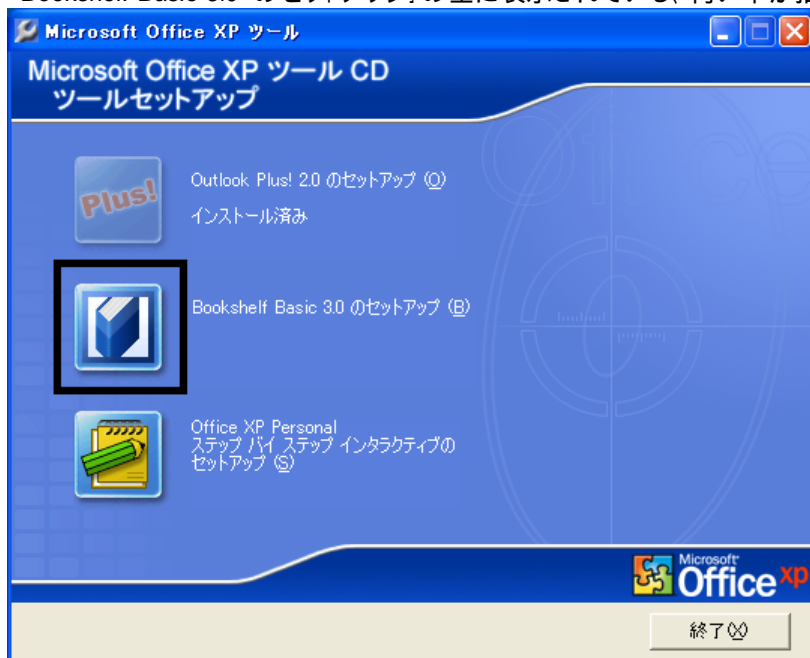 Microsoft Office XP ツール
Microsoft Office XP ツール CD
ツールセットアップ
Plus!
Outlook Plus! 2.0 のセットアップ (O)
インストール済み
Bookshelf Basic 3.0 のセットアップ (B)
Office XP Personal
ステップ バイ ステップ インタラクティブの
セットアップ (S)
Microsoft
Office xp
終了(X)